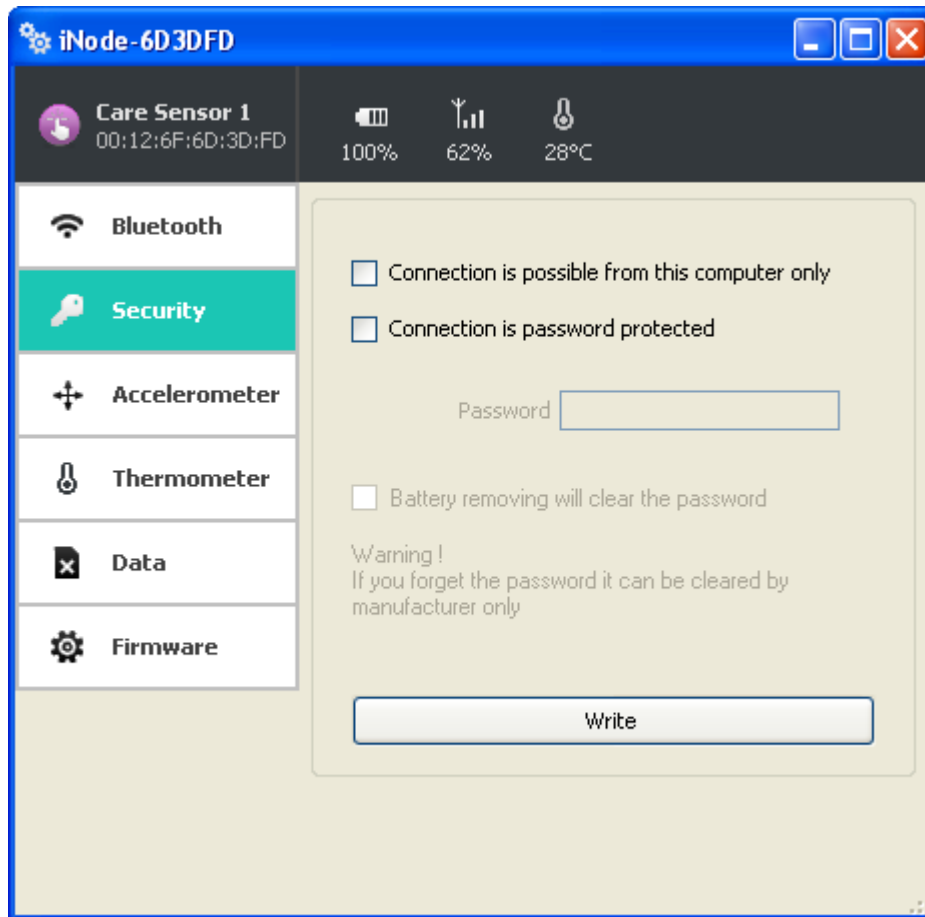 iNode-6D3DFD
Care Sensor 1
00:12:6F:6D:3D:FD
100%
62%
28°C
Bluetooth
Security
Accelerometer
Thermometer
Data
Firmware
Connection is possible from this computer only
Connection is password protected
Password
Battery removing will clear the password
Warning !
If you forget the password it can be cleared by
manufacturer only
Write